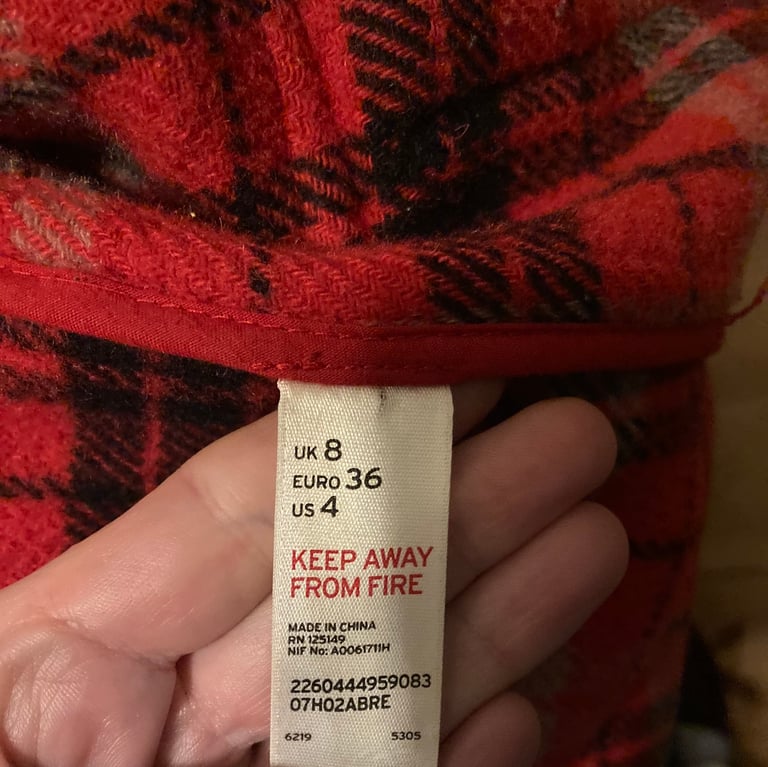 UK 8
EURO 36
US 4
KEEP AWAY
FROM FIRE
MADE IN CHINA
RN 125149
NIF No: A0061711H
2260444959083
07H02ABRE
6219 5305